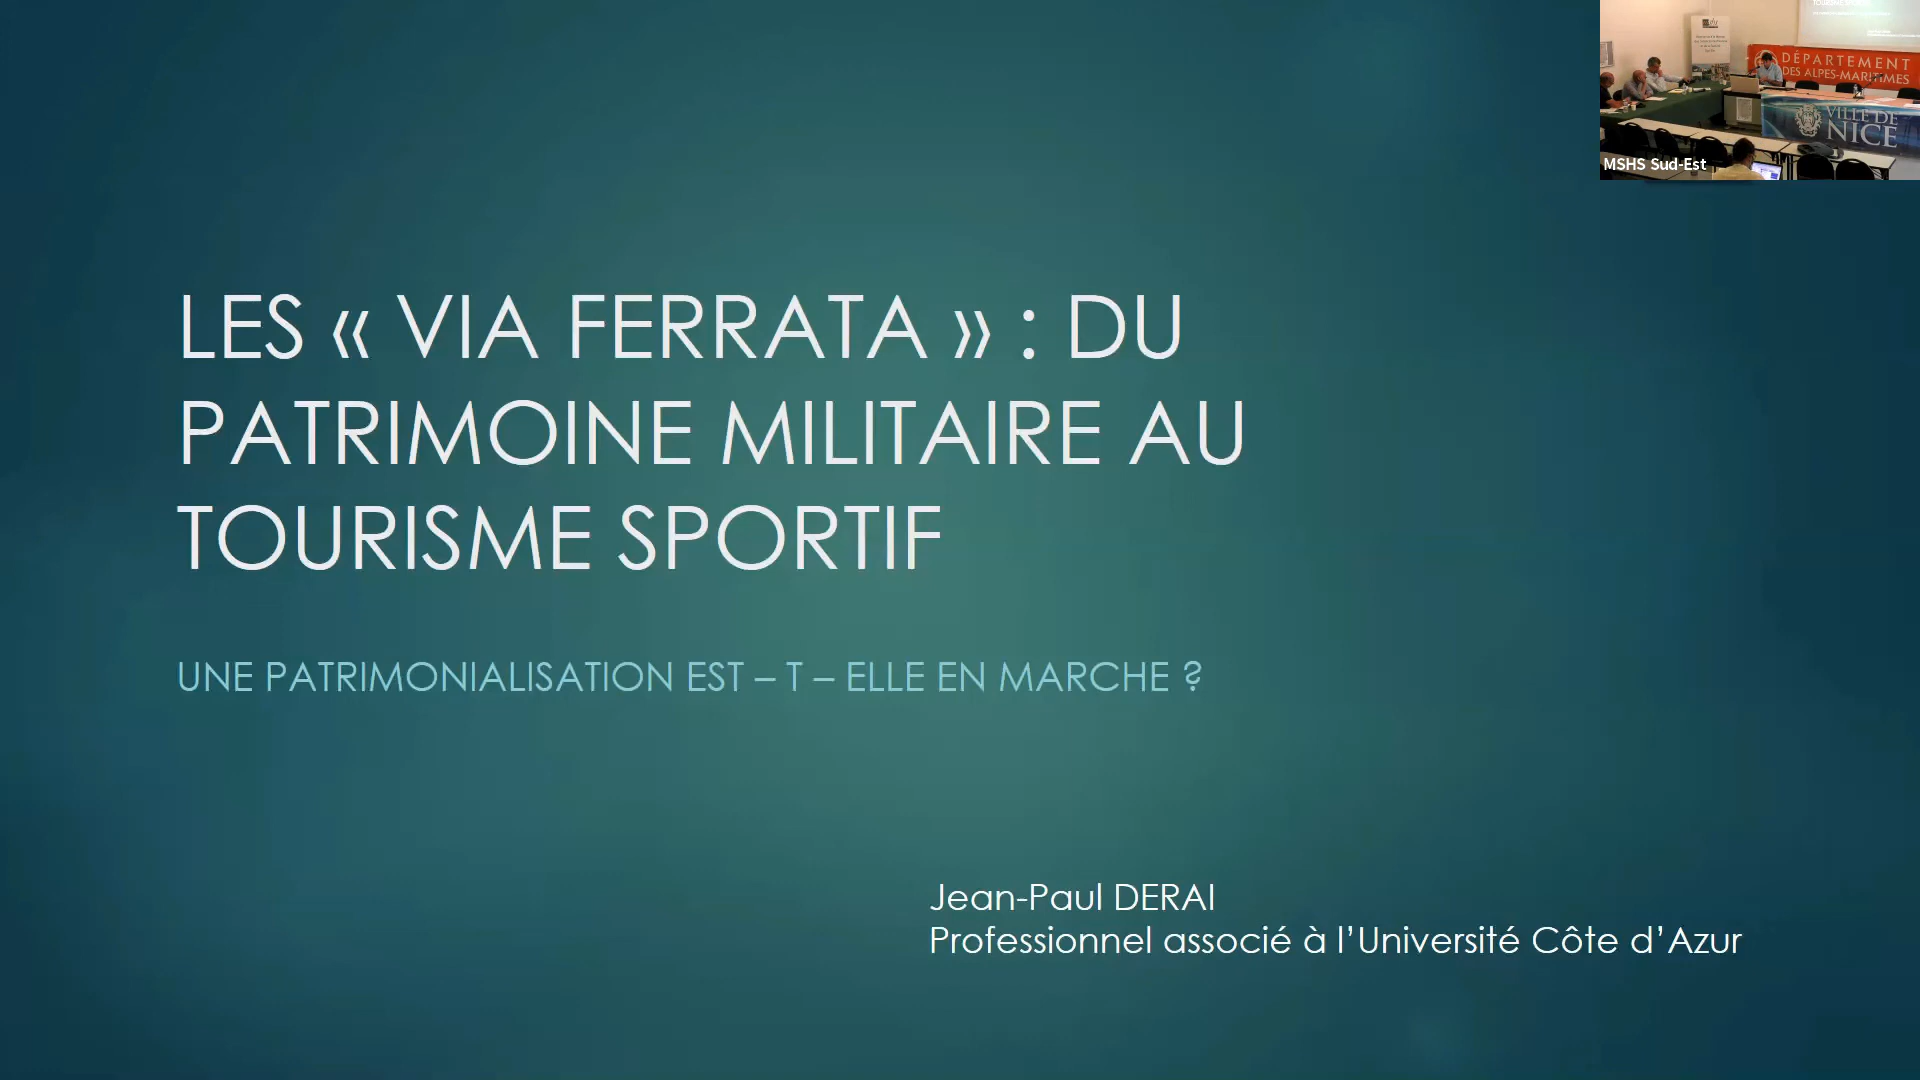 LES « VIA FERRATA » : DU
PATRIMOINE MILITAIRE AU
TOURISME SPORTIF
UNE PATRIMONIALISATION EST – T – ELLE EN MARCHE ?
Jean-Paul DERAI
Professionnel associé à l’Université Côte d’Azur
DÉPARTEMENT
DES ALPES-MARITIMES
VILLE DE
NICE
MSHS Sud-Est